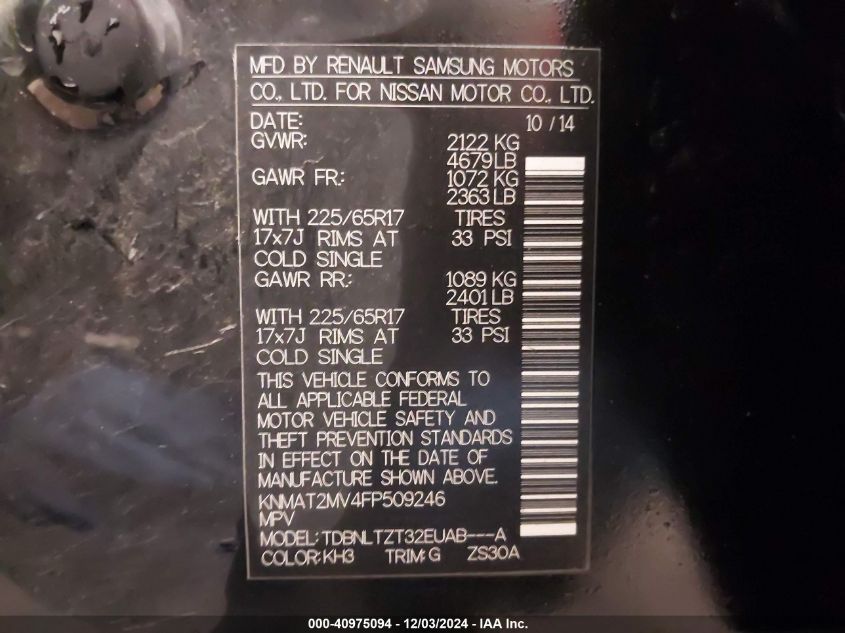 MFD BY RENAULT SAMSUNG MOTORS
CO., LTD. FOR NISSAN MOTOR CO., LTD.
DATE: 10 / 14
GVWR: 2122 KG
4679 LB
GAWR FR.: 1072 KG
2363 LB
WITH 225/65R17 TIRES
17x7J RIMS AT 33 PSI
COLD SINGLE
GAWR RR.: 1089 KG
2401 LB
WITH 225/65R17 TIRES
17x7J RIMS AT 33 PSI
COLD SINGLE
THIS VEHICLE CONFORMS TO
ALL APPLICABLE FEDERAL
MOTOR VEHICLE SAFETY AND
THEFT PREVENTION STANDARDS
IN EFFECT ON THE DATE OF
MANUFACTURE SHOWN ABOVE.
KNMAT2MV4FP509246
MPV
MODEL: TDBNLTZT32EUAB---A
COLOR: KH3 TRIM: G ZS30A
000-40975094 - 12/03/2024 - IAA Inc.